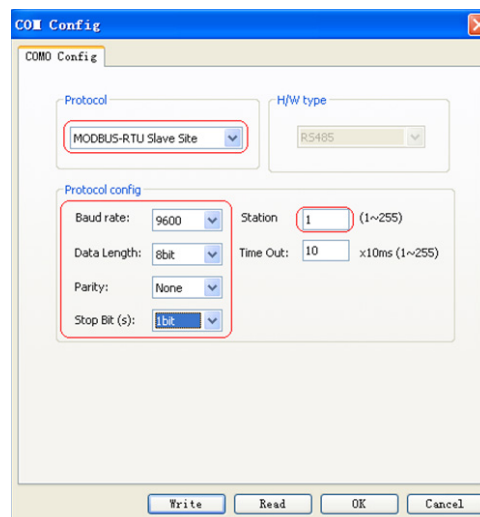 COM Config
COM0 Config
Protocol
H/W type
MODBUS-RTU Slave Site
RS485
Protocol config
Baud rate: 9600 Station 1 (1~255)
Data Length: 8bit Time Out: 10 ×10ms (1~255)
Parity: None
Stop Bit (s): 1bit
Write Read OK Cancel